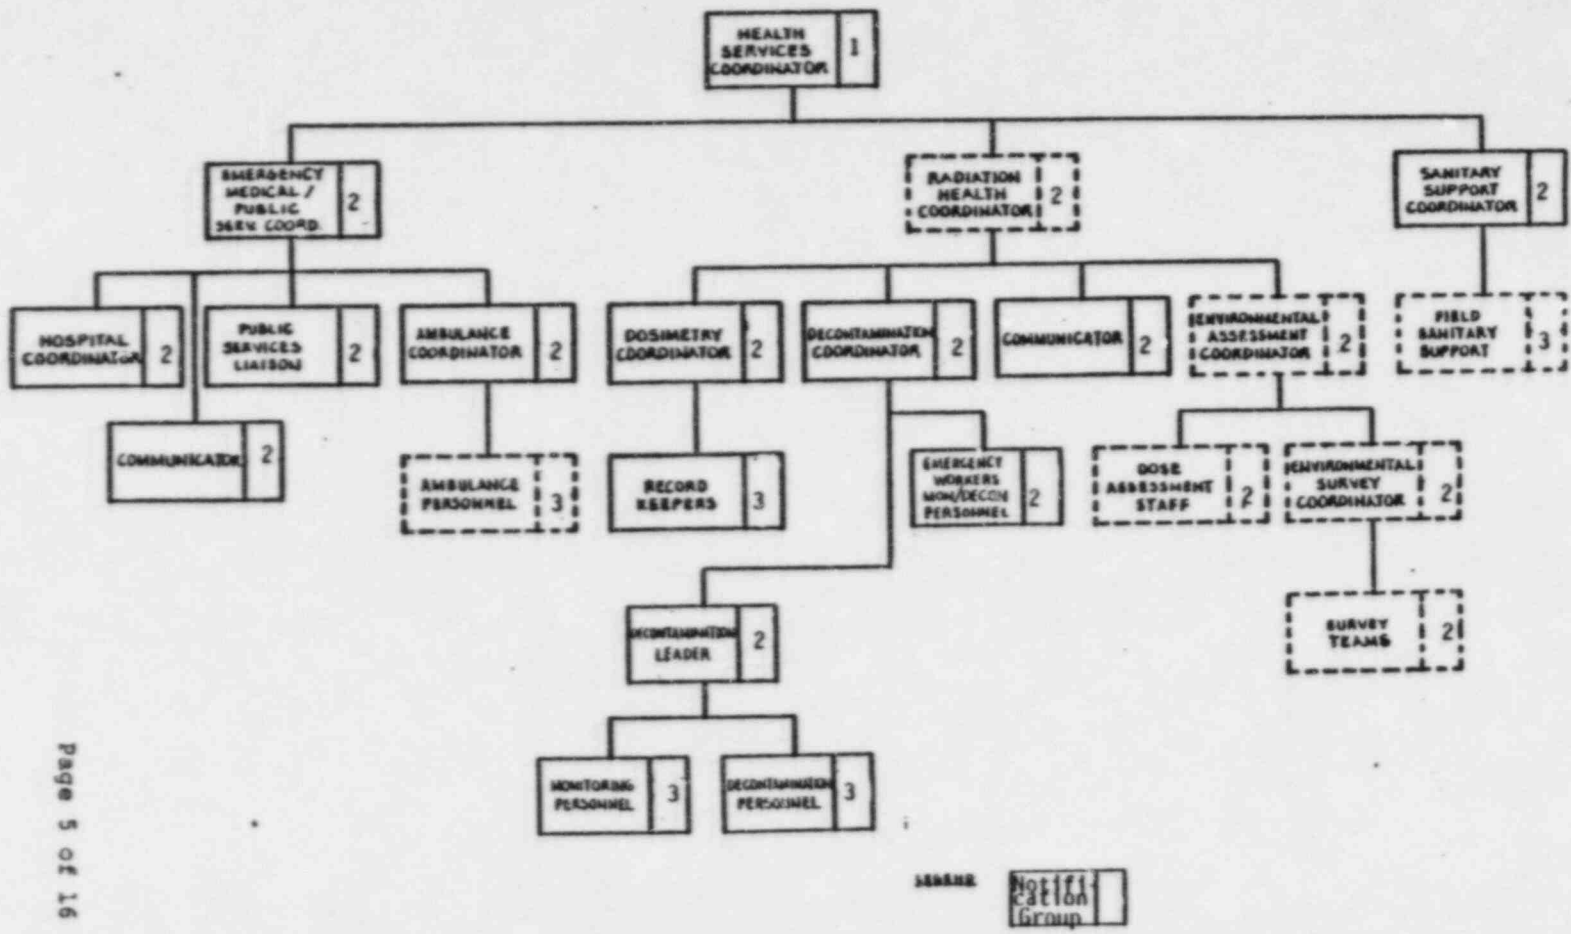 HEALTH
SERVICES
COORDINATOR
1
EMERGENCY
MEDICAL /
PUBLIC
SERV. COORD.
2
RADIATION
HEALTH
COORDINATOR
2
SANITARY
SUPPORT
COORDINATOR
2
HOSPITAL
COORDINATOR
2
PUBLIC
SERVICES
LIAISON
2
AMBULANCE
COORDINATOR
2
DOSIMETRY
COORDINATOR
2
DECONTAMINATION
COORDINATOR
2
COMMUNICATOR
2
ENVIRONMENTAL
ASSESSMENT
COORDINATOR
2
FIELD
SANITARY
SUPPORT
3
COMMUNICATOR
2
AMBULANCE
PERSONNEL
3
RECORD
KEEPERS
3
EMERGENCY
WORKERS
MON/DECON
PERSONNEL
2
DOSE
ASSESSMENT
STAFF
2
ENVIRONMENTAL
SURVEY
COORDINATOR
2
DECONTAMINATION
LEADER
2
SURVEY
TEAMS
2
MONITORING
PERSONNEL
3
DECONTAMINATION
PERSONNEL
3
Notifi-
cation
Group
Page 5 of 16